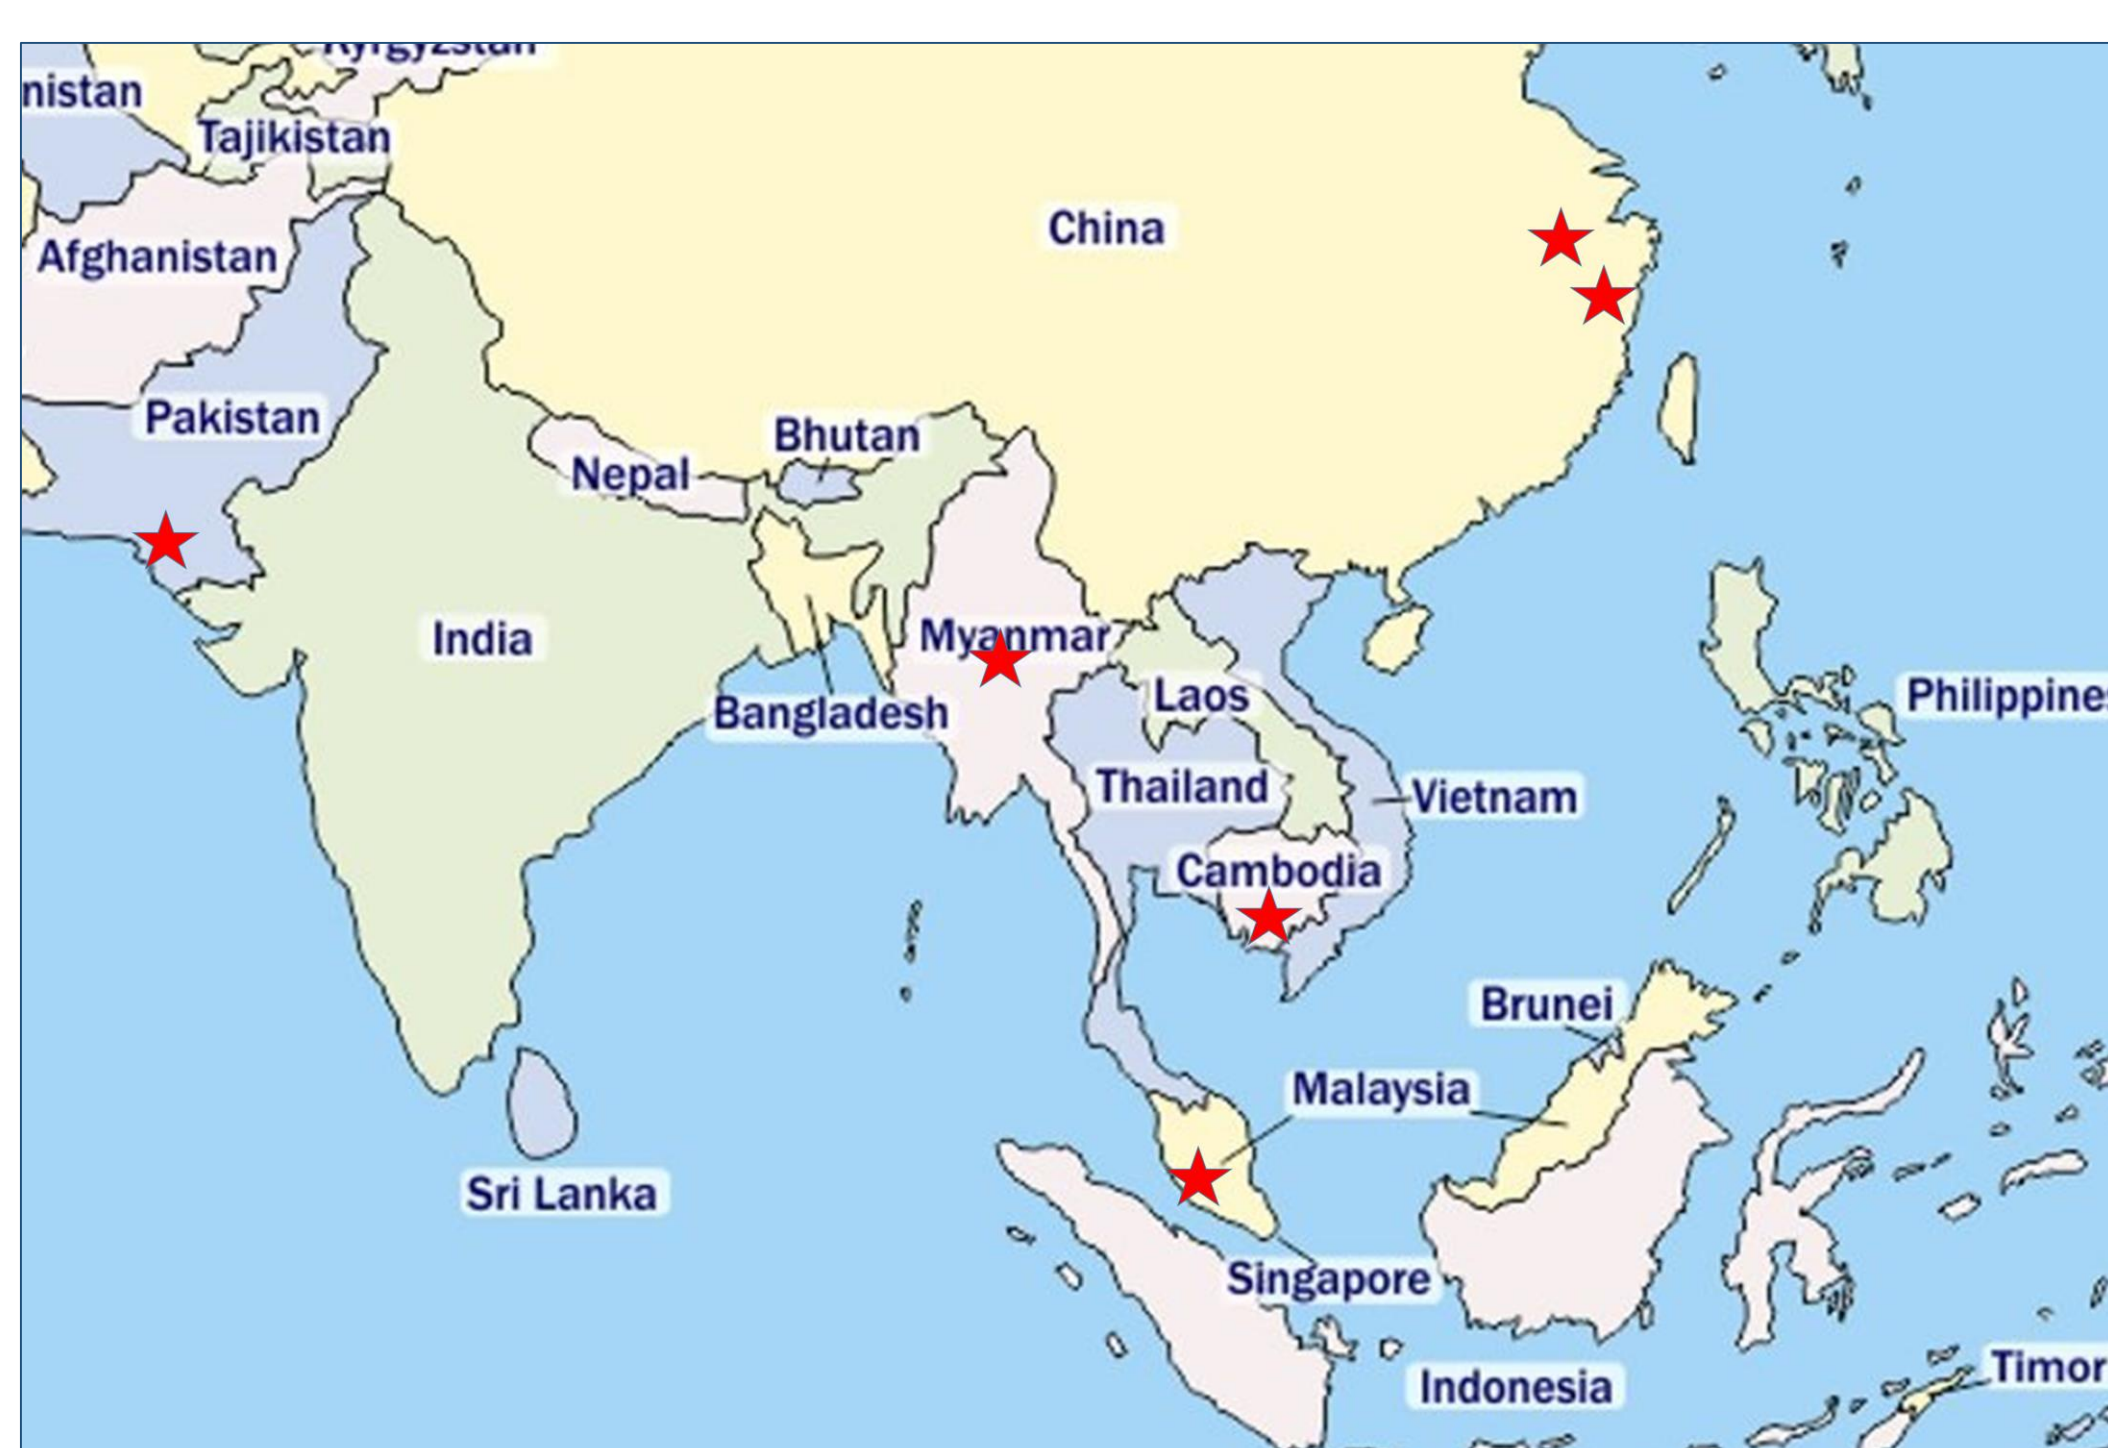 Kyrgyzstan
nistan
Tajikistan
China
Afghanistan
Pakistan
Bhutan
Nepal
India
Myanmar
Laos
Philippines
Bangladesh
Thailand
Vietnam
Cambodia
Brunei
Malaysia
Sri Lanka
Singapore
Timor
Indonesia